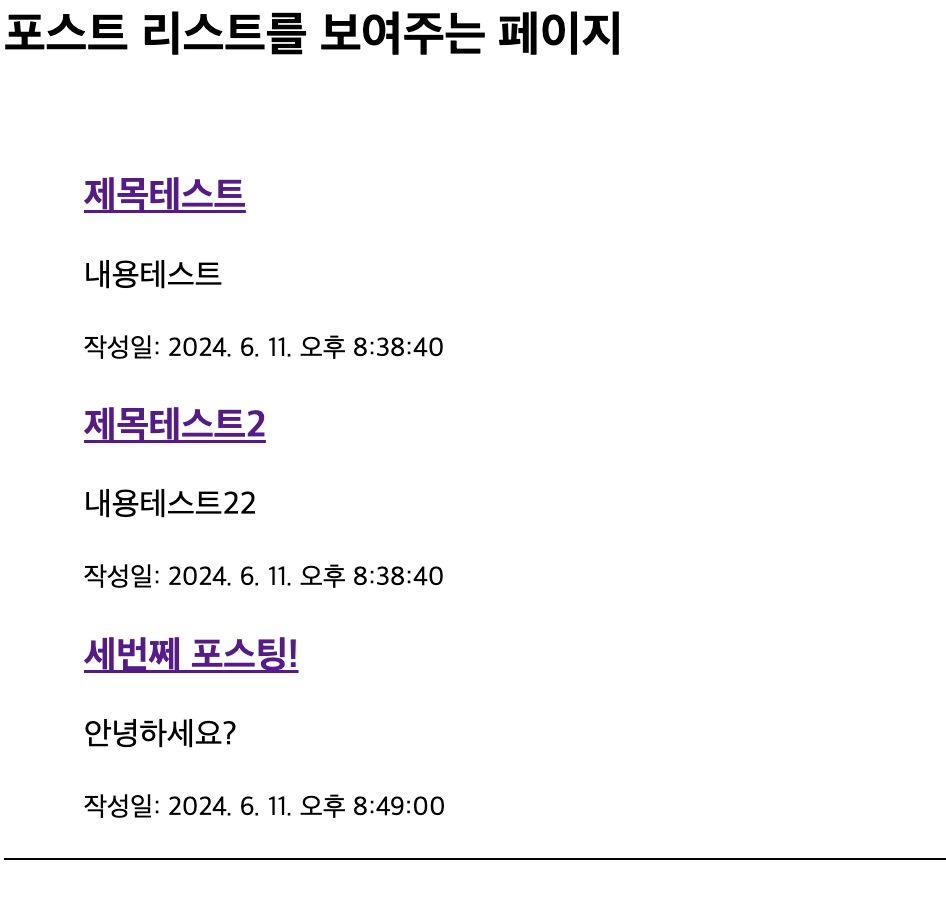 포스트 리스트를 보여주는 페이지
제목테스트
내용테스트
작성일: 2024. 6. 11. 오후 8:38:40
제목테스트2
내용테스트22
작성일: 2024. 6. 11. 오후 8:38:40
세번쩨 포스팅!
안녕하세요?
작성일: 2024. 6. 11. 오후 8:49:00